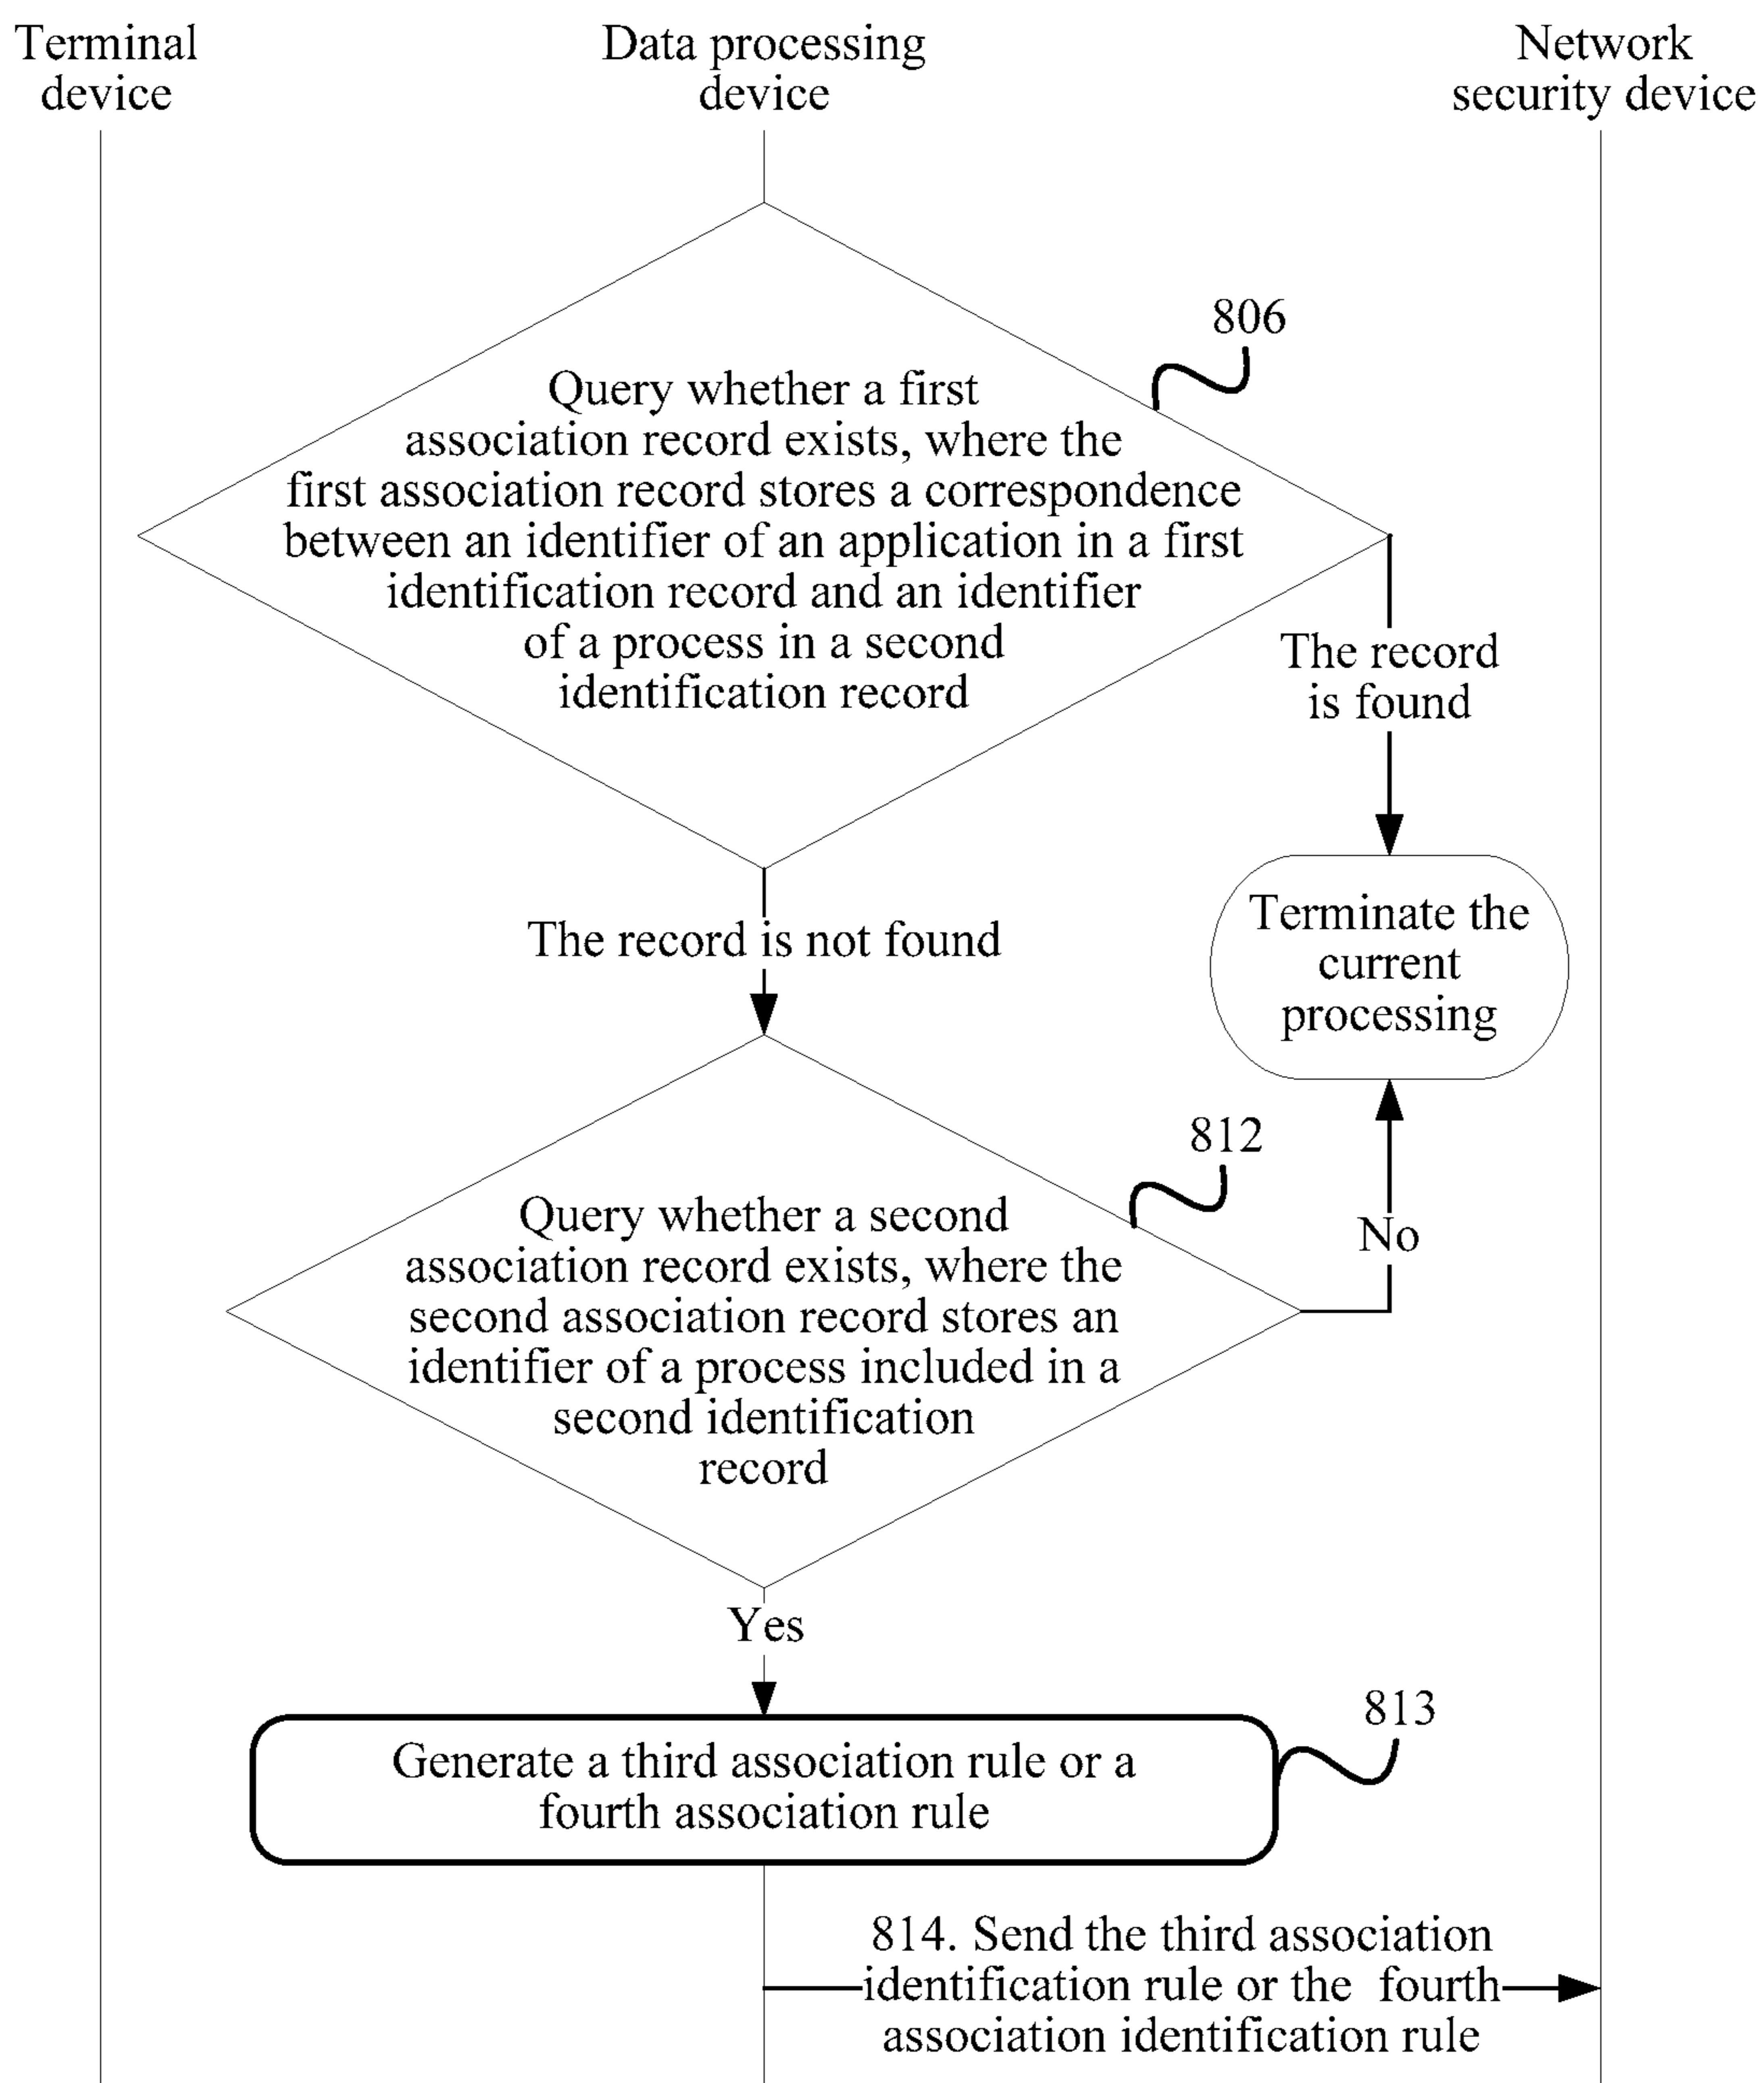 Terminal
device
Data processing
device
Network
security device
806
Query whether a first
association record exists, where the
first association record stores a correspondence
between an identifier of an application in a first
identification record and an identifier
of a process in a second
identification record
The record
is found
The record is not found
Terminate the
current
processing
812
Query whether a second
association record exists, where the
second association record stores an
identifier of a process included in a
second identification
record
No
Yes
813
Generate a third association rule or a
fourth association rule
814. Send the third association
identification rule or the fourth
association identification rule